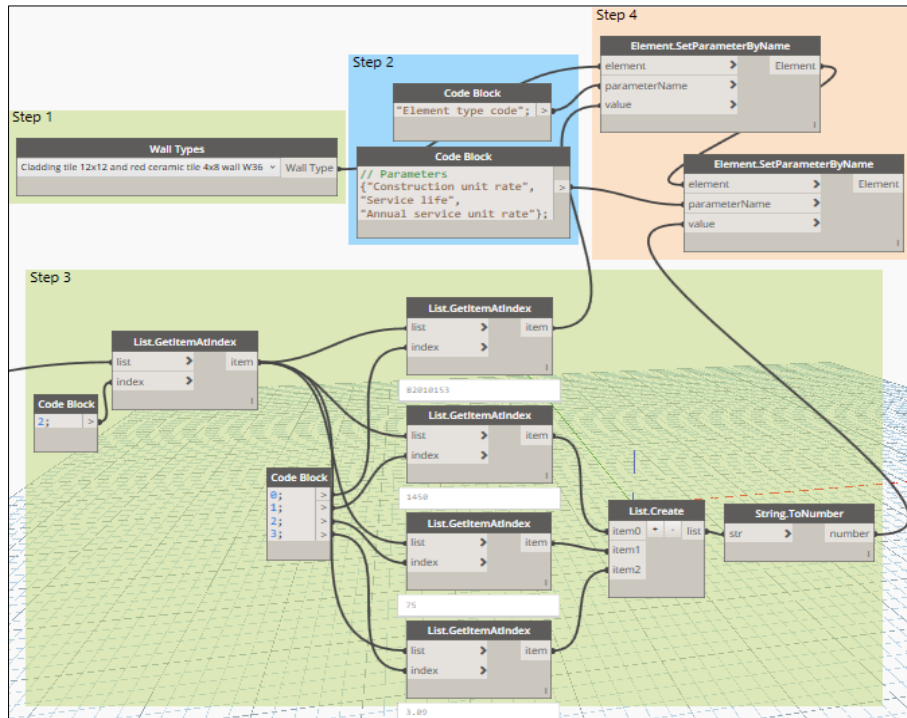 Step 1
Wall Types
Cladding tile 12x12 and red ceramic tile 4x8 wall W36
Wall Type
Step 2
Code Block
"Element type code";
>
Code Block
// Parameters
{"Construction unit rate",
"Service life",
"Annual service unit rate"};
>
Step 4
Element.SetParameterByName
element > Element
parameterName >
value >
Element.SetParameterByName
element > Element
parameterName >
value >
Step 3
List.GetItemAtIndex
list > item
index >
Code Block
2; >
Code Block
0; >
1; >
2; >
3; >
List.GetItemAtIndex
list > item
index >
B2010153
List.GetItemAtIndex
list > item
index >
1450
List.GetItemAtIndex
list > item
index >
75
List.GetItemAtIndex
list > item
index >
3.09
List.Create
item0 + - list
item1
item2
String.ToNumber
str > number